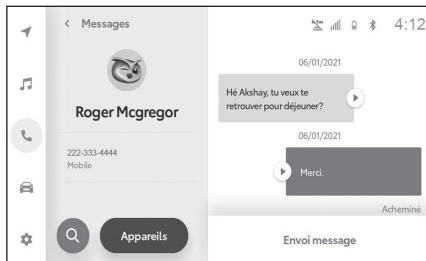 < Messages
4:12
Roger Mcgregor
222-333-4444
Mobile
Appareils
06/01/2021
Hé Akshay, tu veux te
retrouver pour déjeuner?
06/01/2021
Merci.
Acheminé
Envoi message